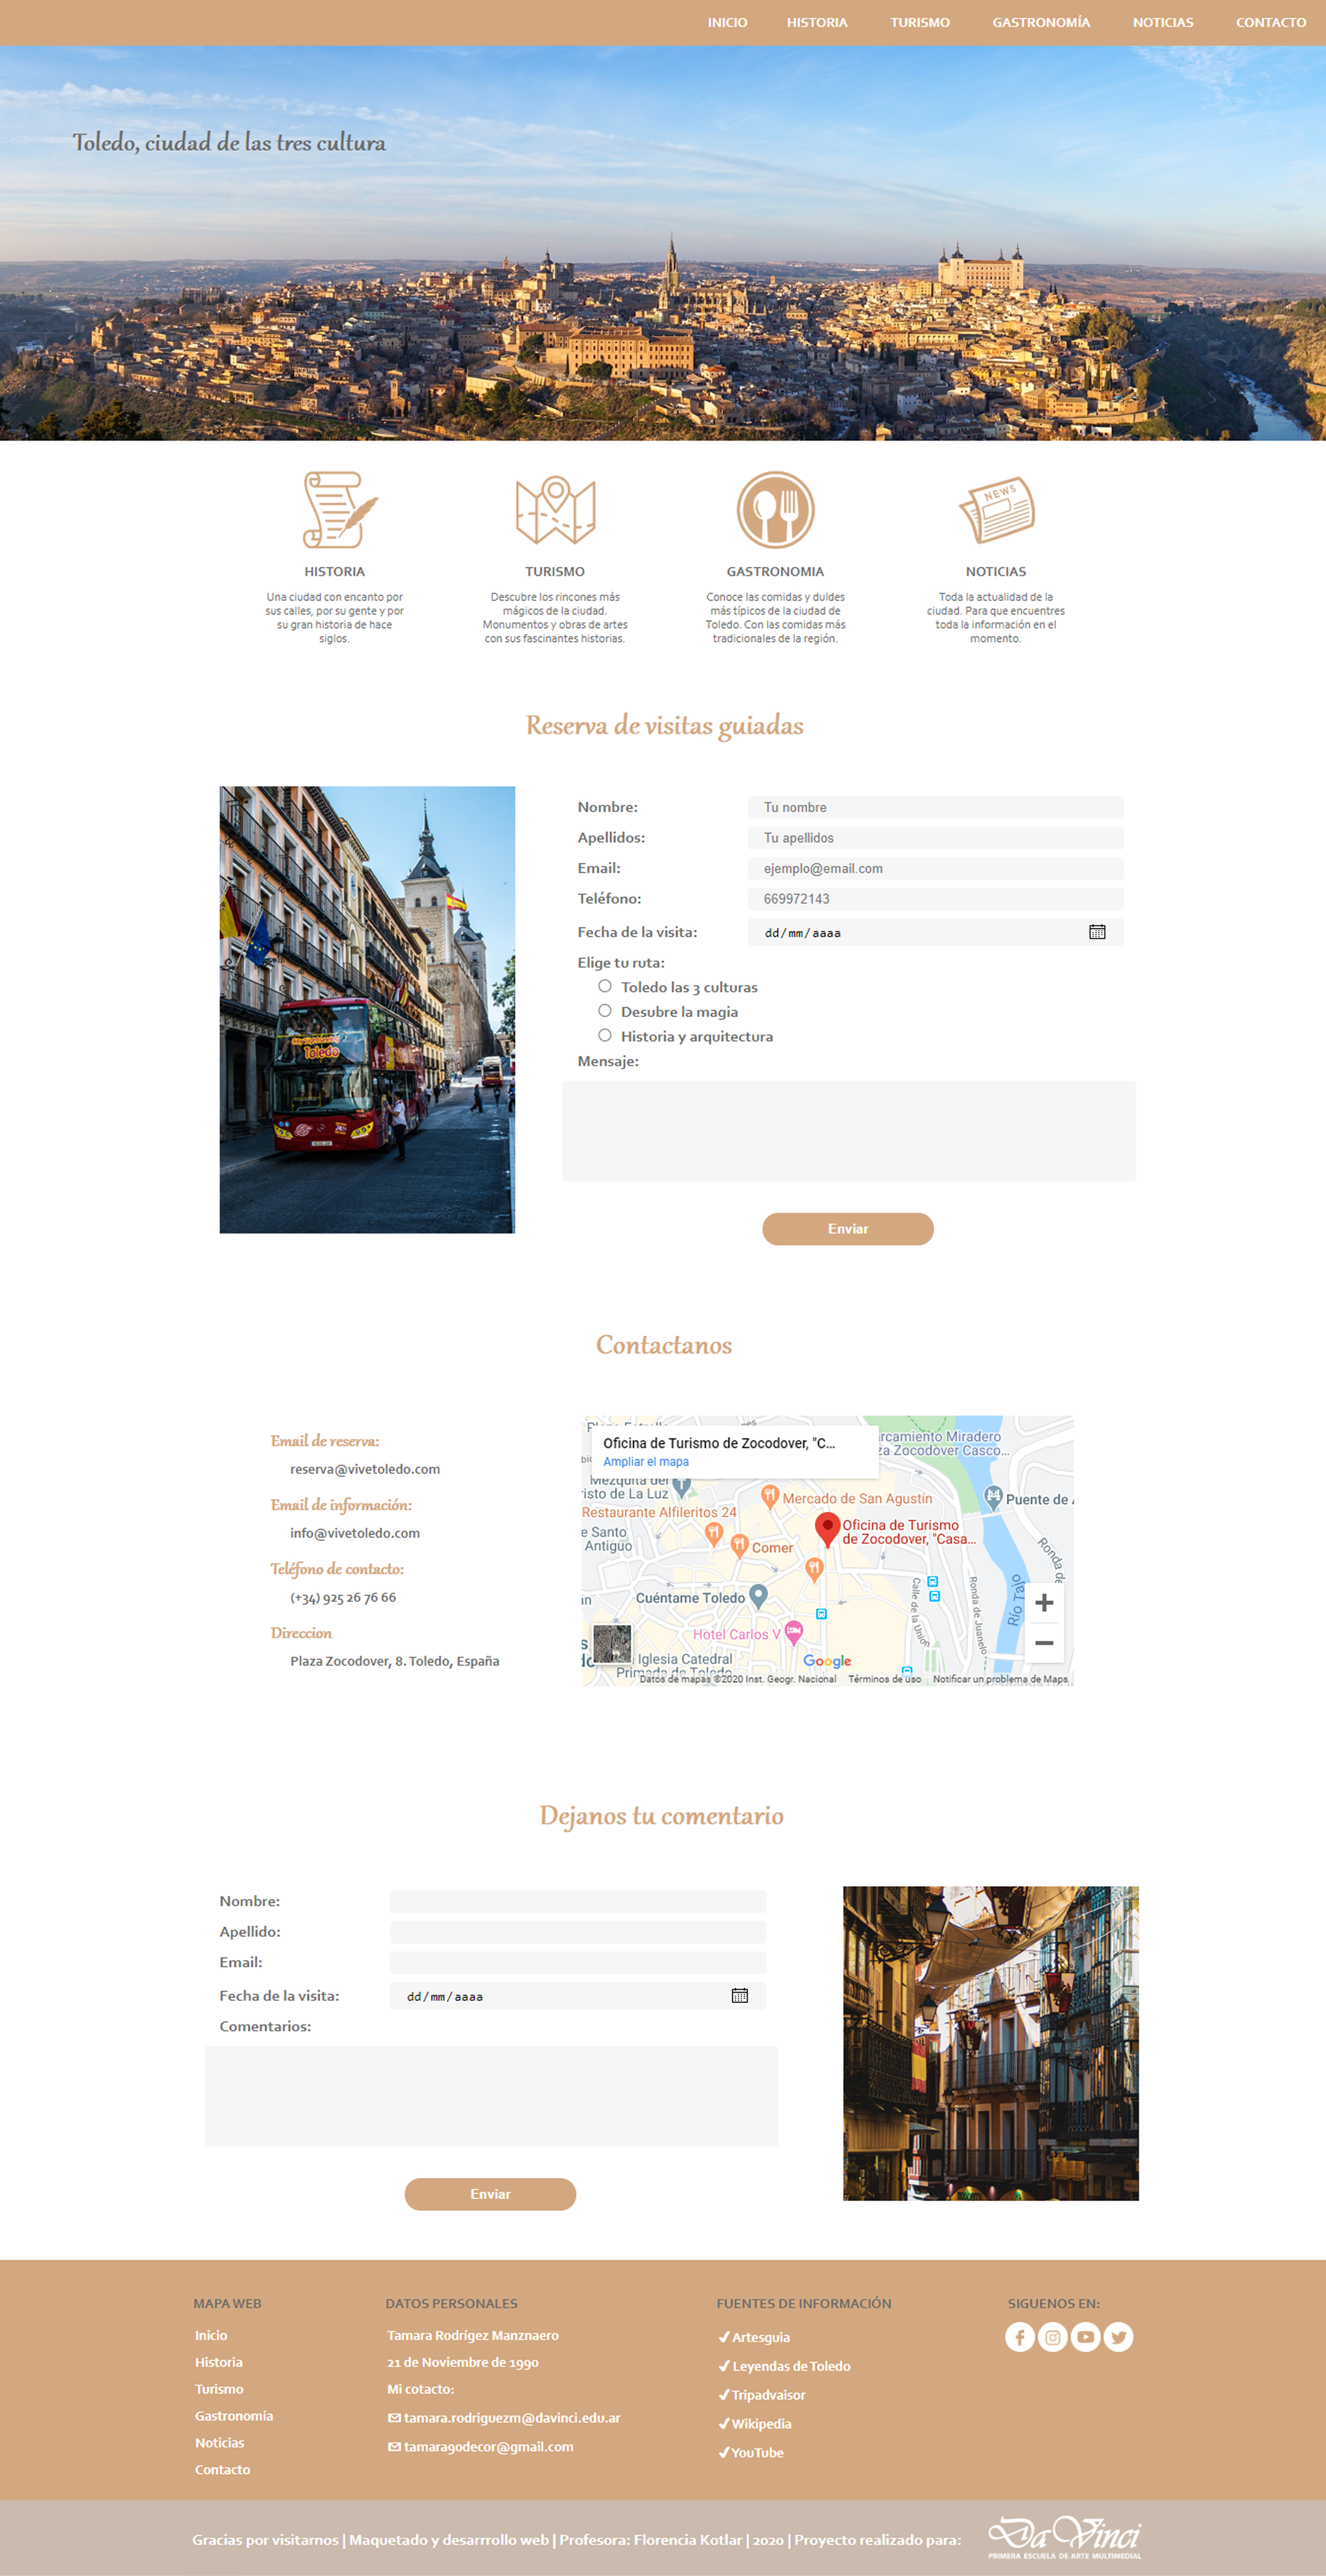 INICIO HISTORIA TURISMO GASTRONOMÍA NOTICIAS CONTACTO
Toledo, ciudad de las tres cultura
NEWS
HISTORIA
Una ciudad con encanto por
sus calles, por su gente y por
su gran historia de hace
siglos.
TURISMO
Descubre los rincones más
mágicos de la ciudad.
Monumentos y obras de artes
con sus fascinantes historias.
GASTRONOMIA
Conoce las comidas y duldes
más típicos de la ciudad de
Toledo. Con las comidas más
tradicionales de la región.
NOTICIAS
Toda la actualidad de la
ciudad. Para que encuentres
toda la información en el
momento.
Reserva de visitas guiadas
Toledo
Nombre: Tu nombre
Apellidos: Tu apellidos
Email: ejemplo@email.com
Teléfono: 669972143
Fecha de la visita: dd/mm/aaaa
Elige tu ruta:
Toledo las 3 culturas
Desubre la magia
Historia y arquitectura
Mensaje:
Enviar
Contactanos
Email de reserva:
reserva@vivetoledo.com
Email de información:
info@vivetoledo.com
Teléfono de contacto:
(+34) 925 26 76 66
Direccion
Plaza Zocodover, 8. Toledo, España
Oficina de Turismo de Zocodover, "C...
Ampliar el mapa
arcamiento Miradero
za Zocodover Casco...
Mezquita del
risto de La Luz
Mercado de San Agustín
Puente de
Restaurante Alfileritos 24
Oficina de Turismo
de Zocodover, "Casa...
e Santo
Antiguo
Comer
Ronda de
Cuéntame Toledo
Calle de la Unión
Ronda de Juanelo
Río Tajo
Hotel Carlos V
Iglesia Catedral
Primada de Toledo
Google
Datos de mapas ©2020 Inst. Geogr. Nacional Términos de uso Notificar un problema de Maps
Dejanos tu comentario
Nombre:
Apellido:
Email:
Fecha de la visita: dd/mm/aaaa
Comentarios:
Enviar
MAPA WEB
Inicio
Historia
Turismo
Gastronomía
Noticias
Contacto
DATOS PERSONALES
Tamara Rodrígez Manznaero
21 de Noviembre de 1990
Mi cotacto:
tamara.rodriguezm@davinci.edu.ar
tamara90decor@gmail.com
FUENTES DE INFORMACIÓN
Artesguia
Leyendas de Toledo
Tripadvaisor
Wikipedia
YouTube
SIGUENOS EN:
Gracias por visitarnos | Maquetado y desarrrollo web | Profesora: Florencia Kotlar | 2020 | Proyecto realizado para:
Da Vinci
PRIMERA ESCUELA DE ARTE MULTIMEDIAL